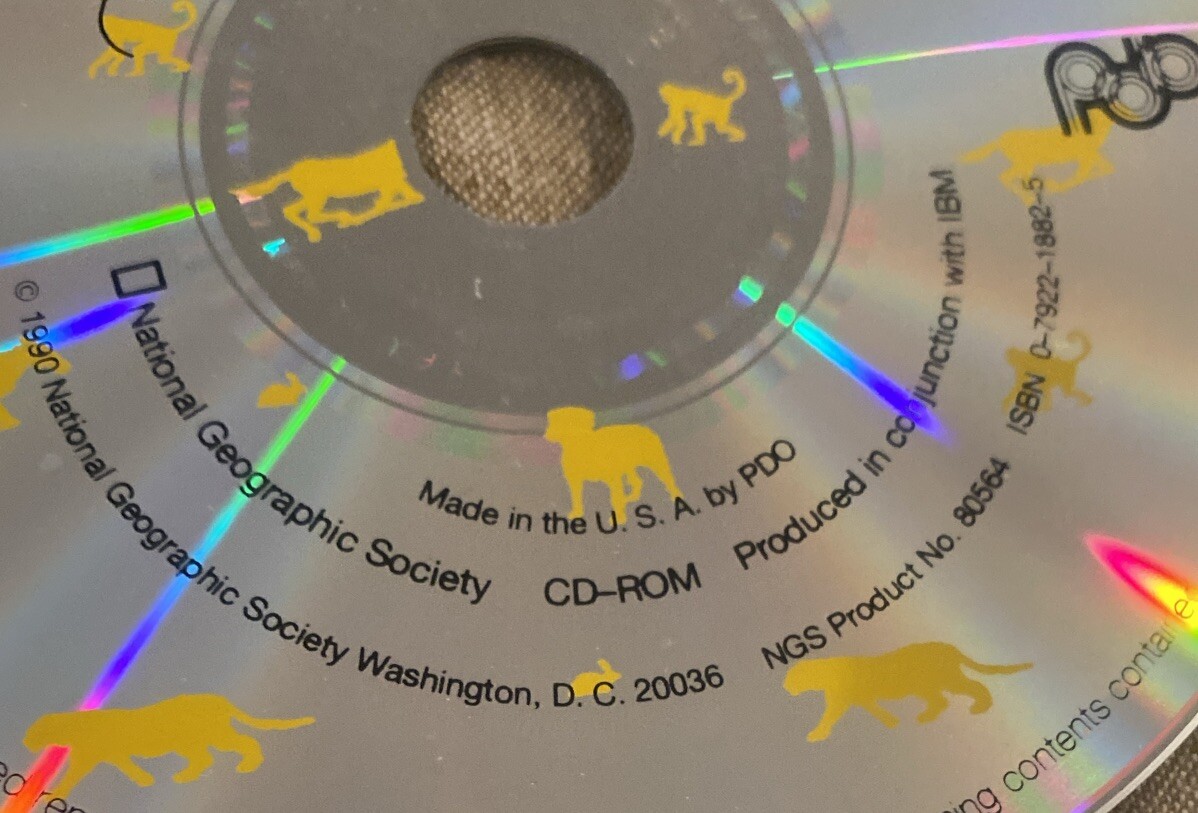 Made in the U. S. A. by PDO
National Geographic Society CD-ROM Produced in conjunction with IBM
© 1990 National Geographic Society Washington, D. C. 20036 NGS Product No. 80564 ISBN 0-7922-1882-5
contents